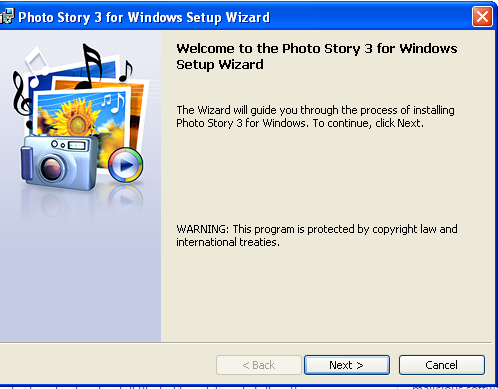 Photo Story 3 for Windows Setup Wizard
Welcome to the Photo Story 3 for Windows
Setup Wizard
The Wizard will guide you through the process of installing
Photo Story 3 for Windows. To continue, click Next.
WARNING: This program is protected by copyright law and
international treaties.
< Back
Next >
Cancel